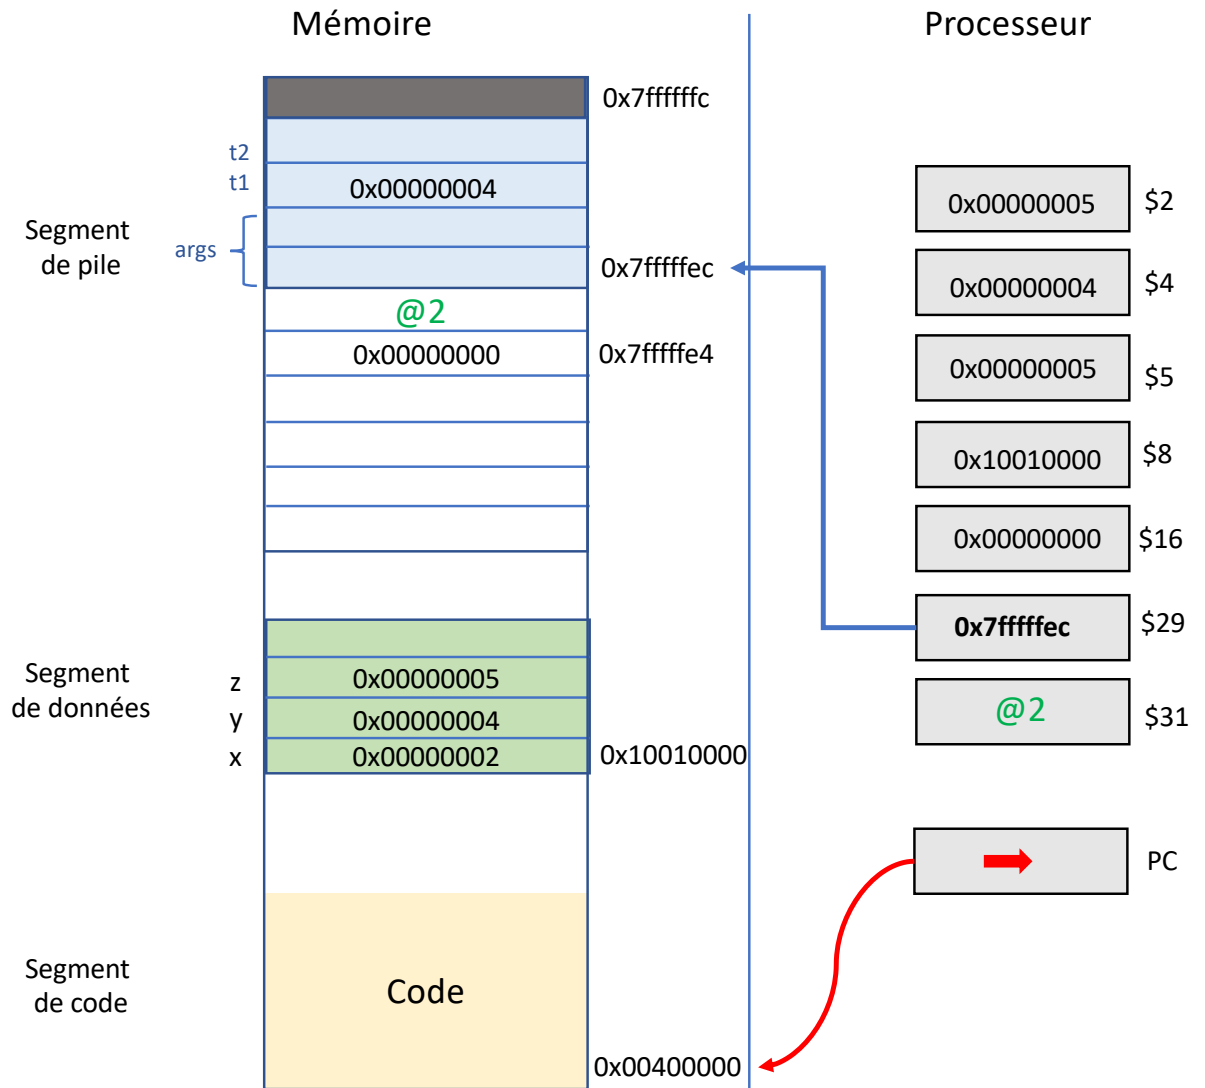 Mémoire
Processeur
0x7ffffffc
t2
t1
0x00000004
Segment
de pile
args
0x7fffffec
@2
0x00000000
0x7fffffe4
0x00000005
$2
0x00000004
$4
0x00000005
$5
0x10010000
$8
0x00000000
$16
0x7fffffec
$29
@2
$31
Segment
de données
z
0x00000005
y
0x00000004
x
0x00000002
0x10010000
PC
Segment
de code
Code
0x00400000